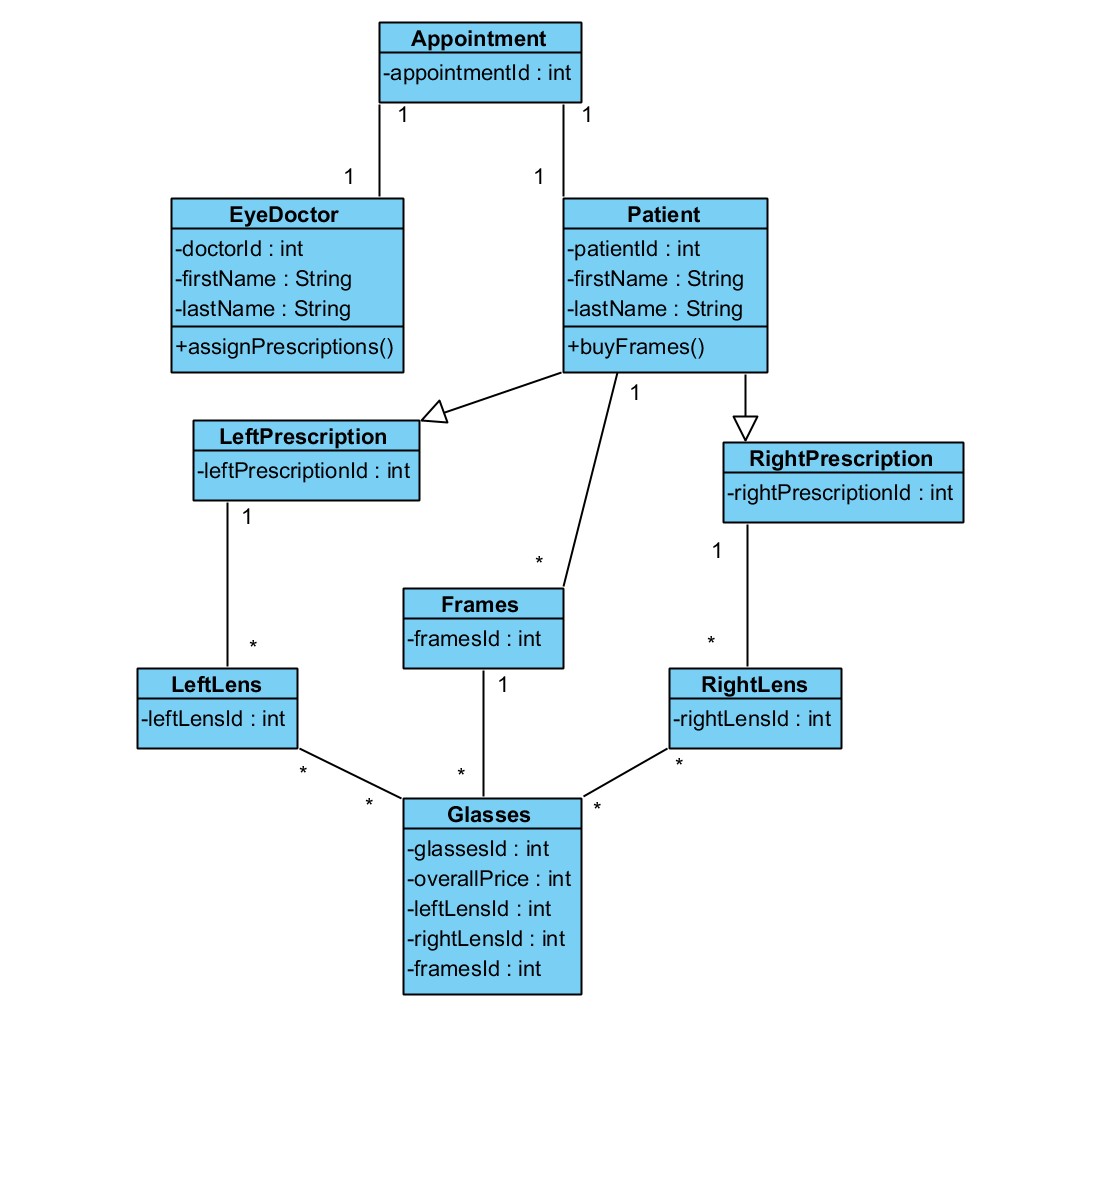 Appointment
-appointmentId : int
1
1
1
1
EyeDoctor
-doctorId : int
-firstName : String
-lastName : String
+assignPrescriptions()
Patient
-patientId : int
-firstName : String
-lastName : String
+buyFrames()
1
LeftPrescription
-leftPrescriptionId : int
1
RightPrescription
-rightPrescriptionId : int
1
*
Frames
-framesId : int
1
*
*
LeftLens
-leftLensId : int
*
RightLens
-rightLensId : int
*
*
*
*
Glasses
-glassesId : int
-overallPrice : int
-leftLensId : int
-rightLensId : int
-framesId : int